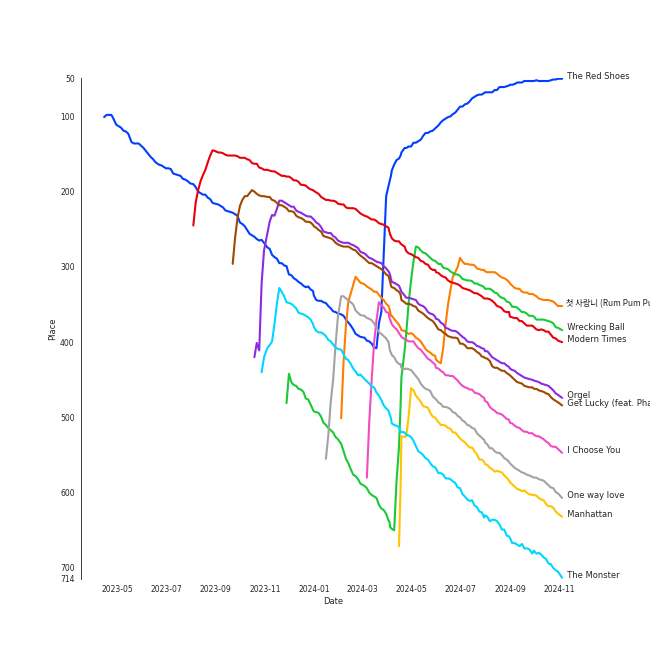 50
The Red Shoes
100
200
300
첫 사랑니 (Rum Pum Pu
Wrecking Ball
400
Modern Times
Orgel
Get Lucky (feat. Pha
I Choose You
500
One way love
Manhattan
600
700
The Monster
714
Place
2023-05 2023-07 2023-09 2023-11 2024-01 2024-03 2024-05 2024-07 2024-09 2024-11
Date